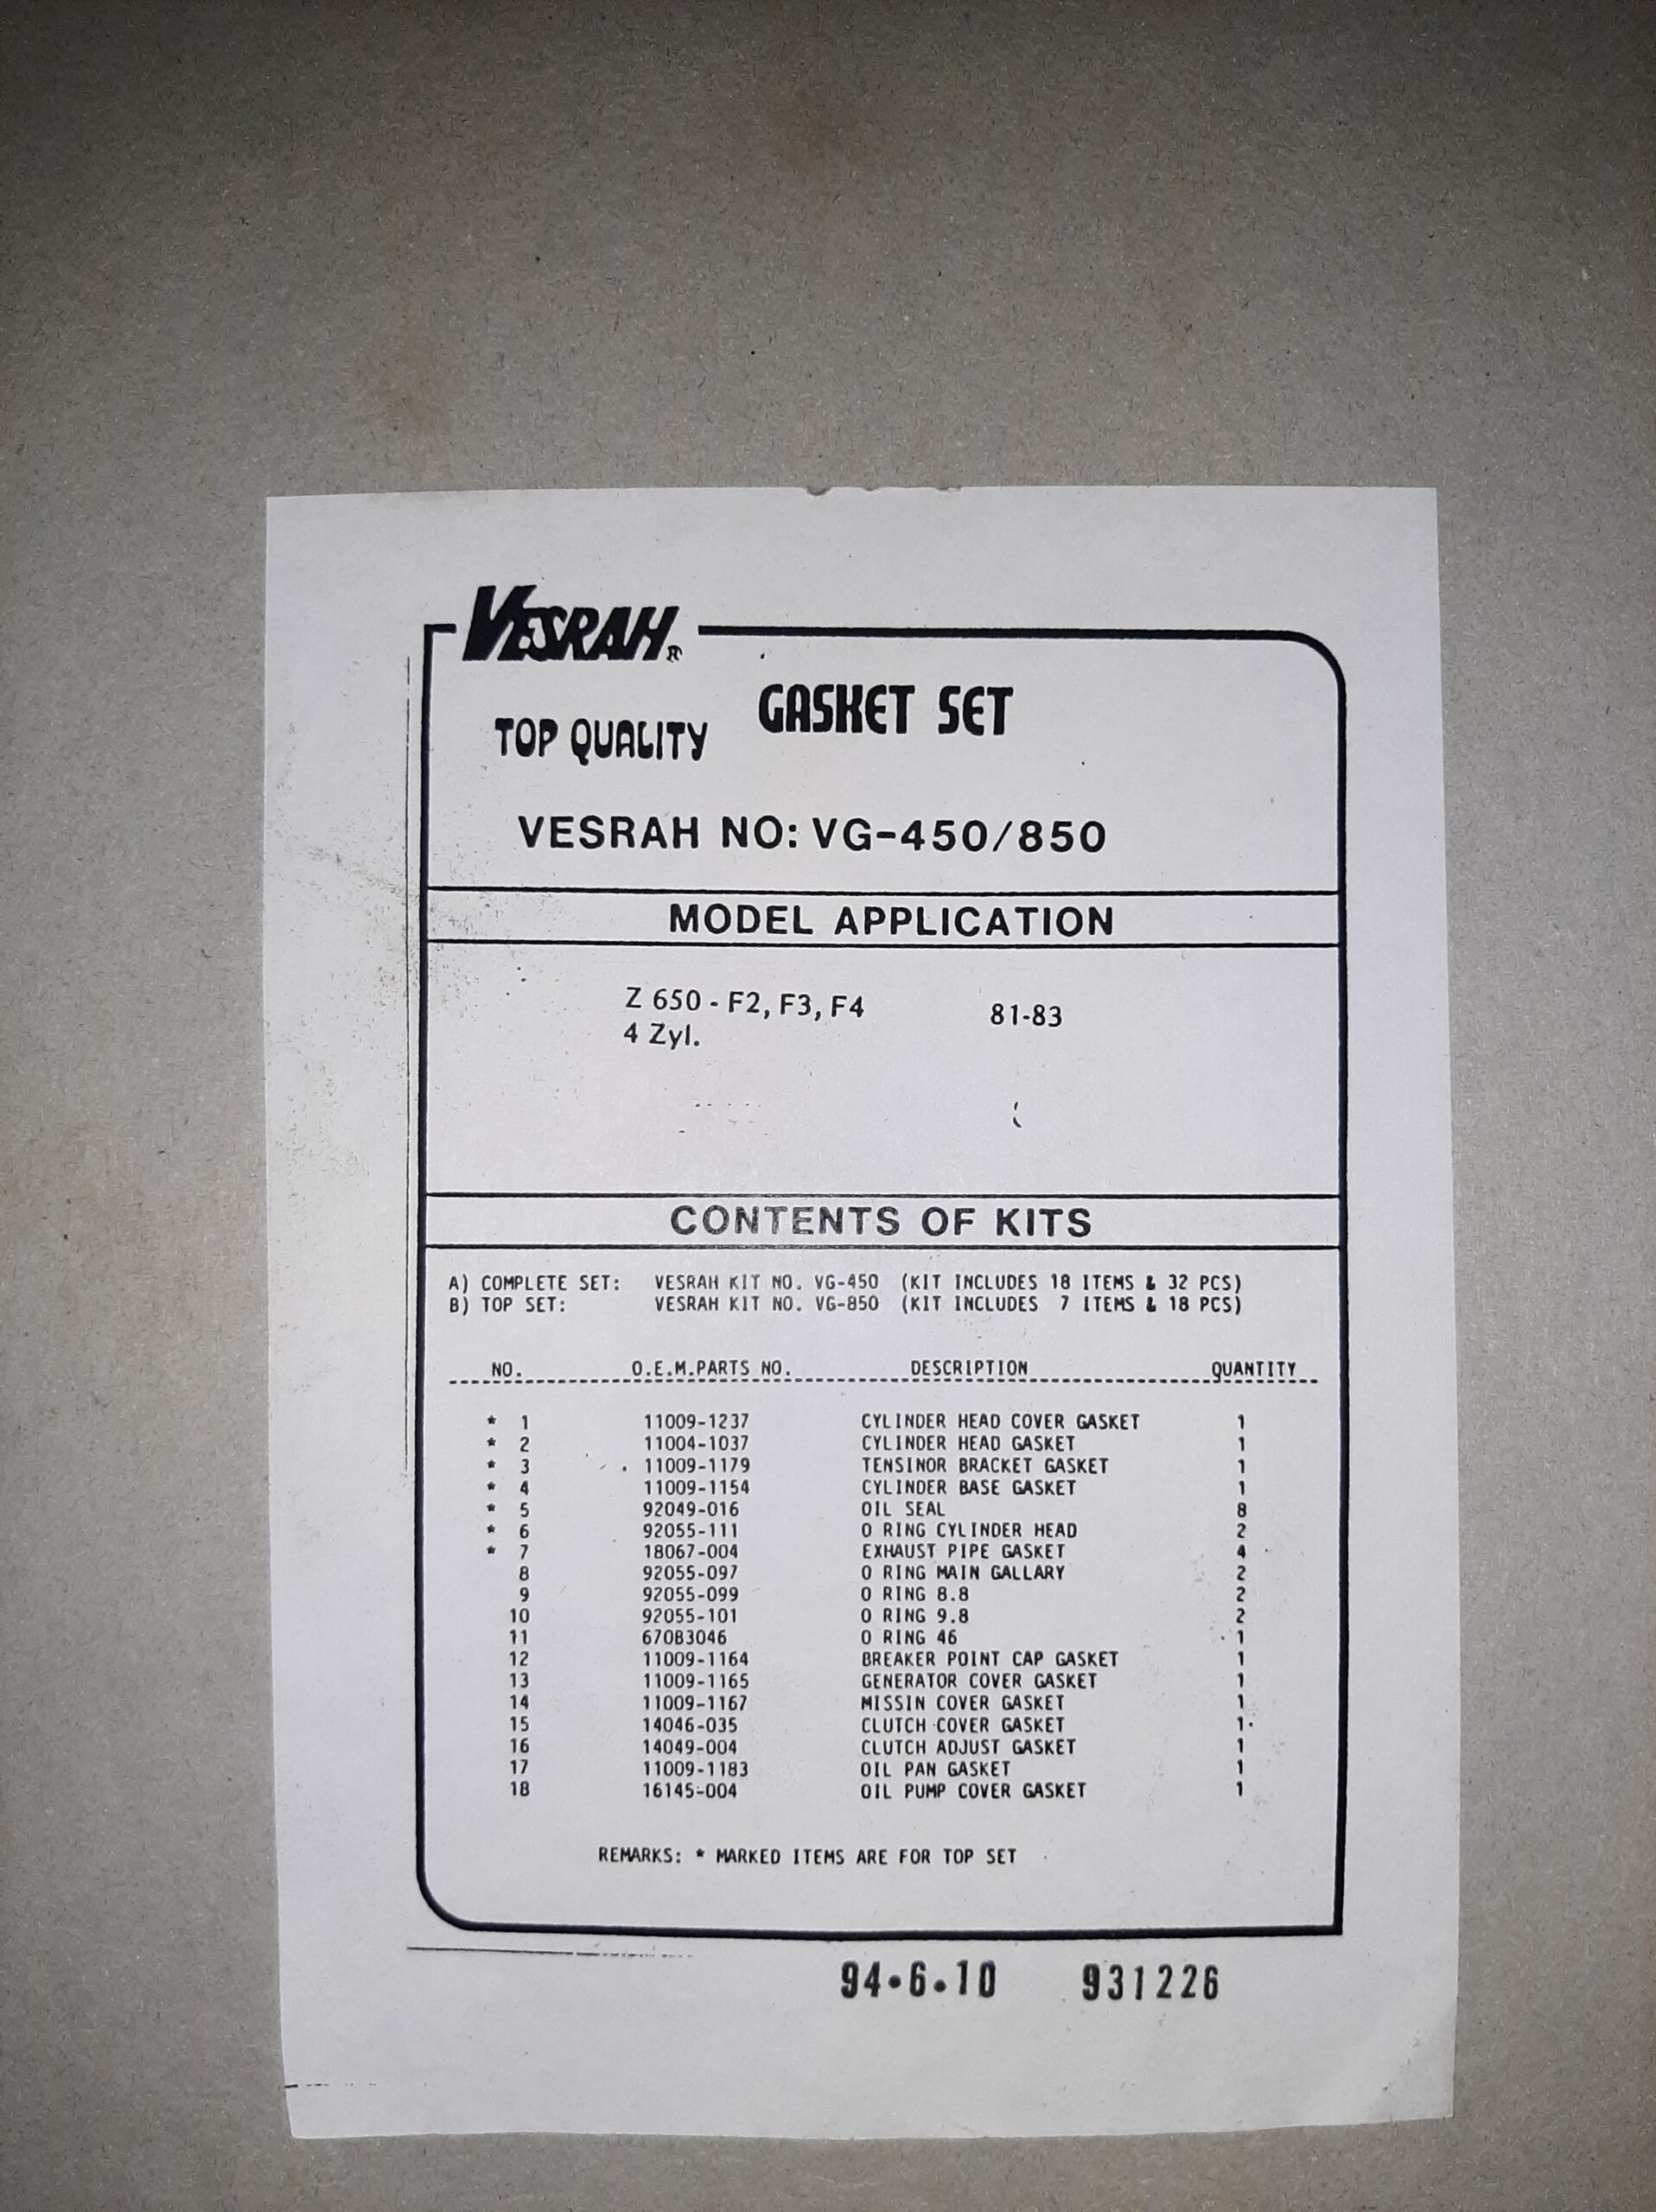 VESRAH®
GASKET SET
TOP QUALITY
VESRAH NO: VG-450/850
MODEL APPLICATION
Z 650 - F2, F3, F4 81-83
4 Zyl.
CONTENTS OF KITS
A) COMPLETE SET: VESRAH KIT NO. VG-450 (KIT INCLUDES 18 ITEMS & 32 PCS)
B) TOP SET: VESRAH KIT NO. VG-850 (KIT INCLUDES 7 ITEMS & 18 PCS)
NO. O.E.M.PARTS NO. DESCRIPTION QUANTITY
* 1 11009-1237 CYLINDER HEAD COVER GASKET 1
* 2 11004-1037 CYLINDER HEAD GASKET 1
* 3 11009-1179 TENSINOR BRACKET GASKET 1
* 4 11009-1154 CYLINDER BASE GASKET 1
* 5 92049-016 OIL SEAL 8
* 6 92055-111 O RING CYLINDER HEAD 2
* 7 18067-004 EXHAUST PIPE GASKET 4
8 92055-097 O RING MAIN GALLARY 2
9 92055-099 O RING 8.8 2
10 92055-101 O RING 9.8 2
11 670B3046 O RING 46 1
12 11009-1164 BREAKER POINT CAP GASKET 1
13 11009-1165 GENERATOR COVER GASKET 1
14 11009-1167 MISSIN COVER GASKET 1
15 14046-035 CLUTCH COVER GASKET 1
16 14049-004 CLUTCH ADJUST GASKET 1
17 11009-1183 OIL PAN GASKET 1
18 16145-004 OIL PUMP COVER GASKET 1
REMARKS: * MARKED ITEMS ARE FOR TOP SET
94•6•10 931226